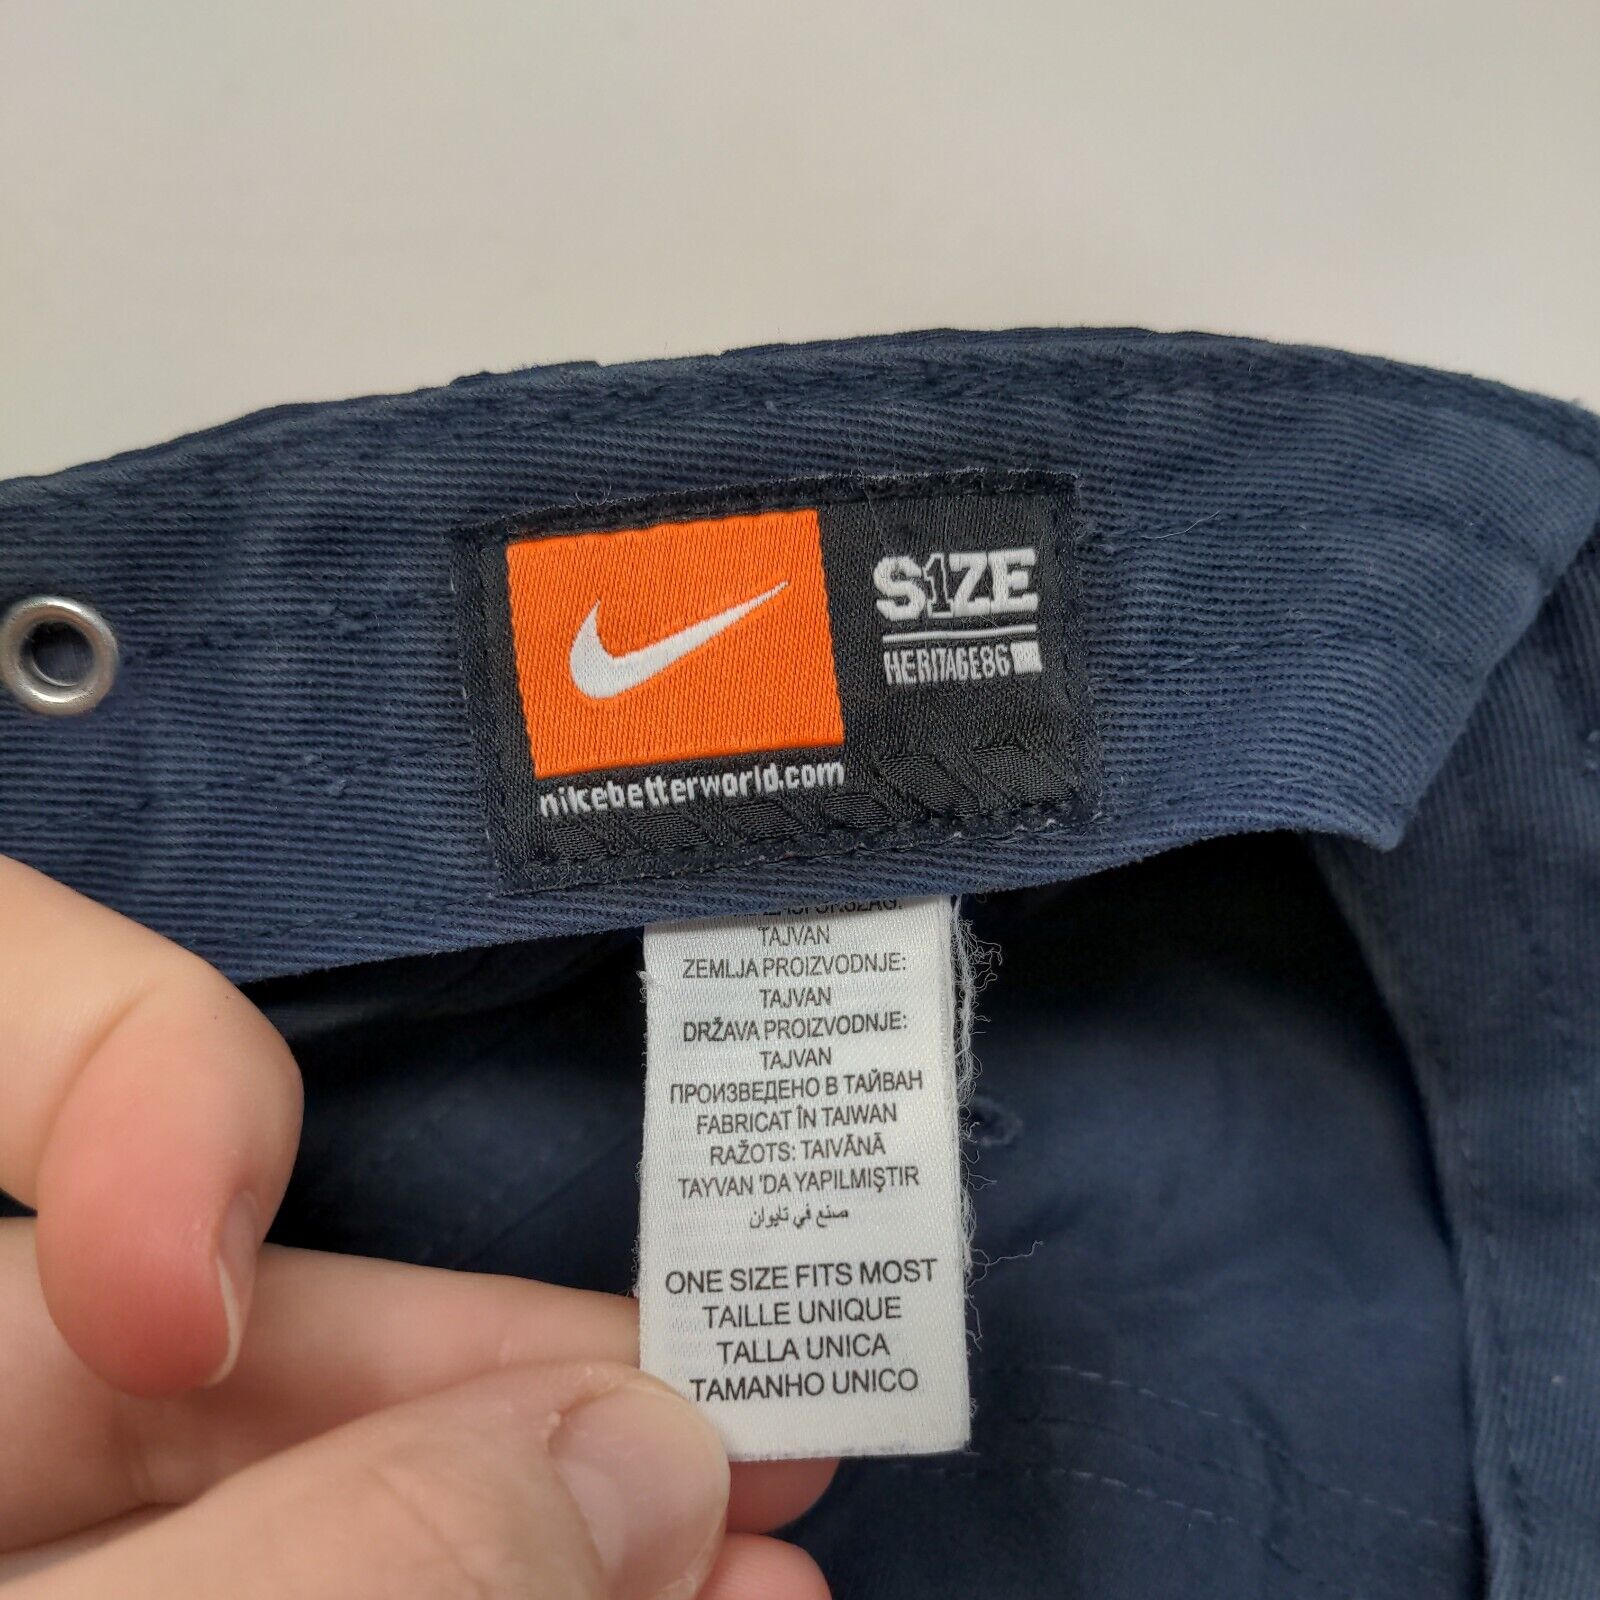 S1ZE
HERITAGE86
nikebetterworld.com
TAJVAN
ZEMLJA PROIZVODNJE:
TAJVAN
DRŽAVA PROIZVODNJE:
TAJVAN
ПРОИЗВЕДЕНО В ТАЙВАН
FABRICAT ÎN TAIWAN
RAŽOTS: TAIVĀNĀ
TAYVAN 'DA YAPILMIŞTIR
صنع في تايوان
ONE SIZE FITS MOST
TAILLE UNIQUE
TALLA UNICA
TAMANHO UNICO